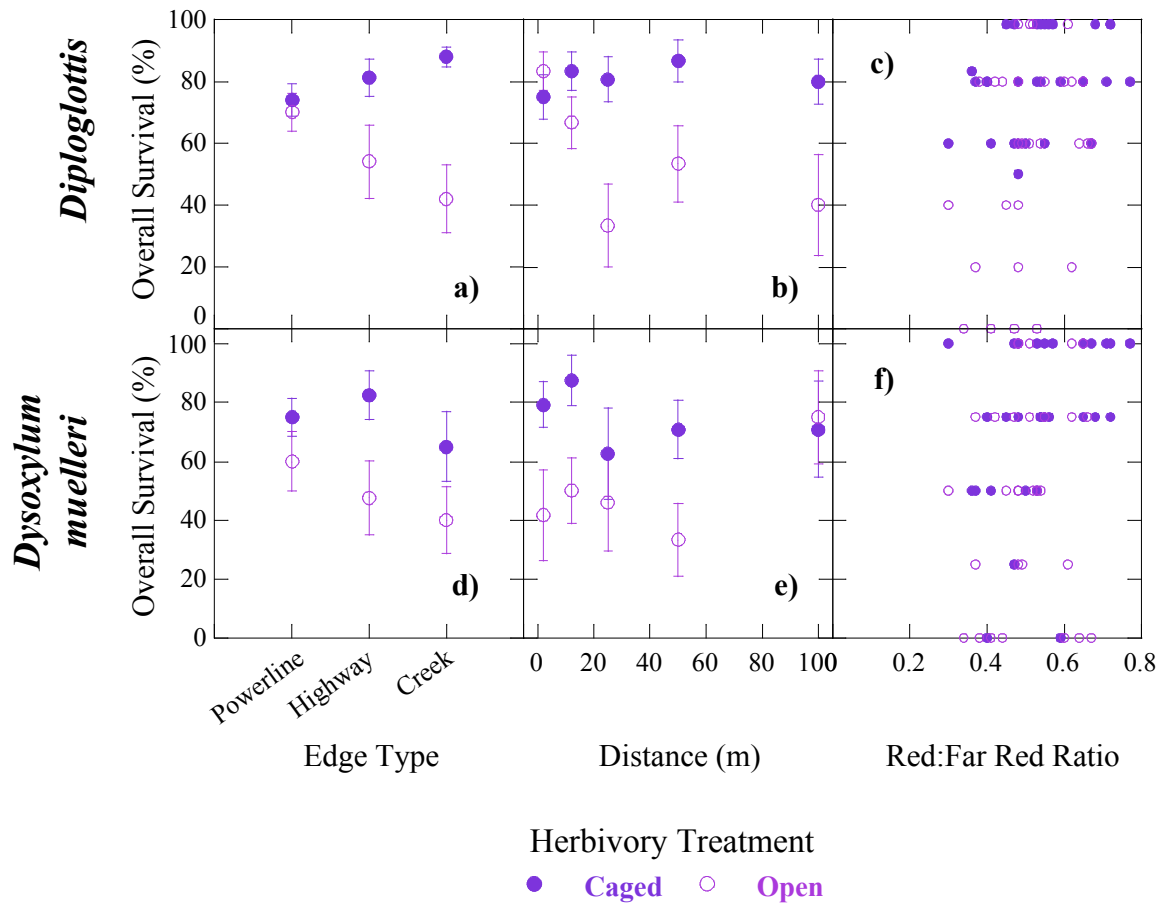 Diploglottis
Overall Survival (%)
100
80
60
40
20
0
a)
b)
c)
Dysoxylum
muelleri
Overall Survival (%)
100
80
60
40
20
0
d)
e)
f)
Powerline
Highway
Creek
0 20 40 60 80 100
0.2 0.4 0.6 0.8
Edge Type
Distance (m)
Red:Far Red Ratio
Herbivory Treatment
Caged Open